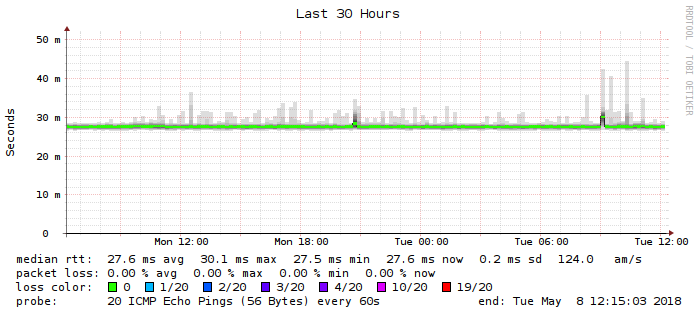 Last 30 Hours
RRDTOOL / TOBI OETIKER
Seconds
50 m
40 m
30 m
20 m
10 m
0
Mon 12:00 Mon 18:00 Tue 00:00 Tue 06:00 Tue 12:00
median rtt: 27.6 ms avg 30.1 ms max 27.5 ms min 27.6 ms now 0.2 ms sd 124.0 am/s
packet loss: 0.00 % avg 0.00 % max 0.00 % min 0.00 % now
loss color: 0 1/20 2/20 3/20 4/20 10/20 19/20
probe: 20 ICMP Echo Pings (56 Bytes) every 60s end: Tue May 8 12:15:03 2018